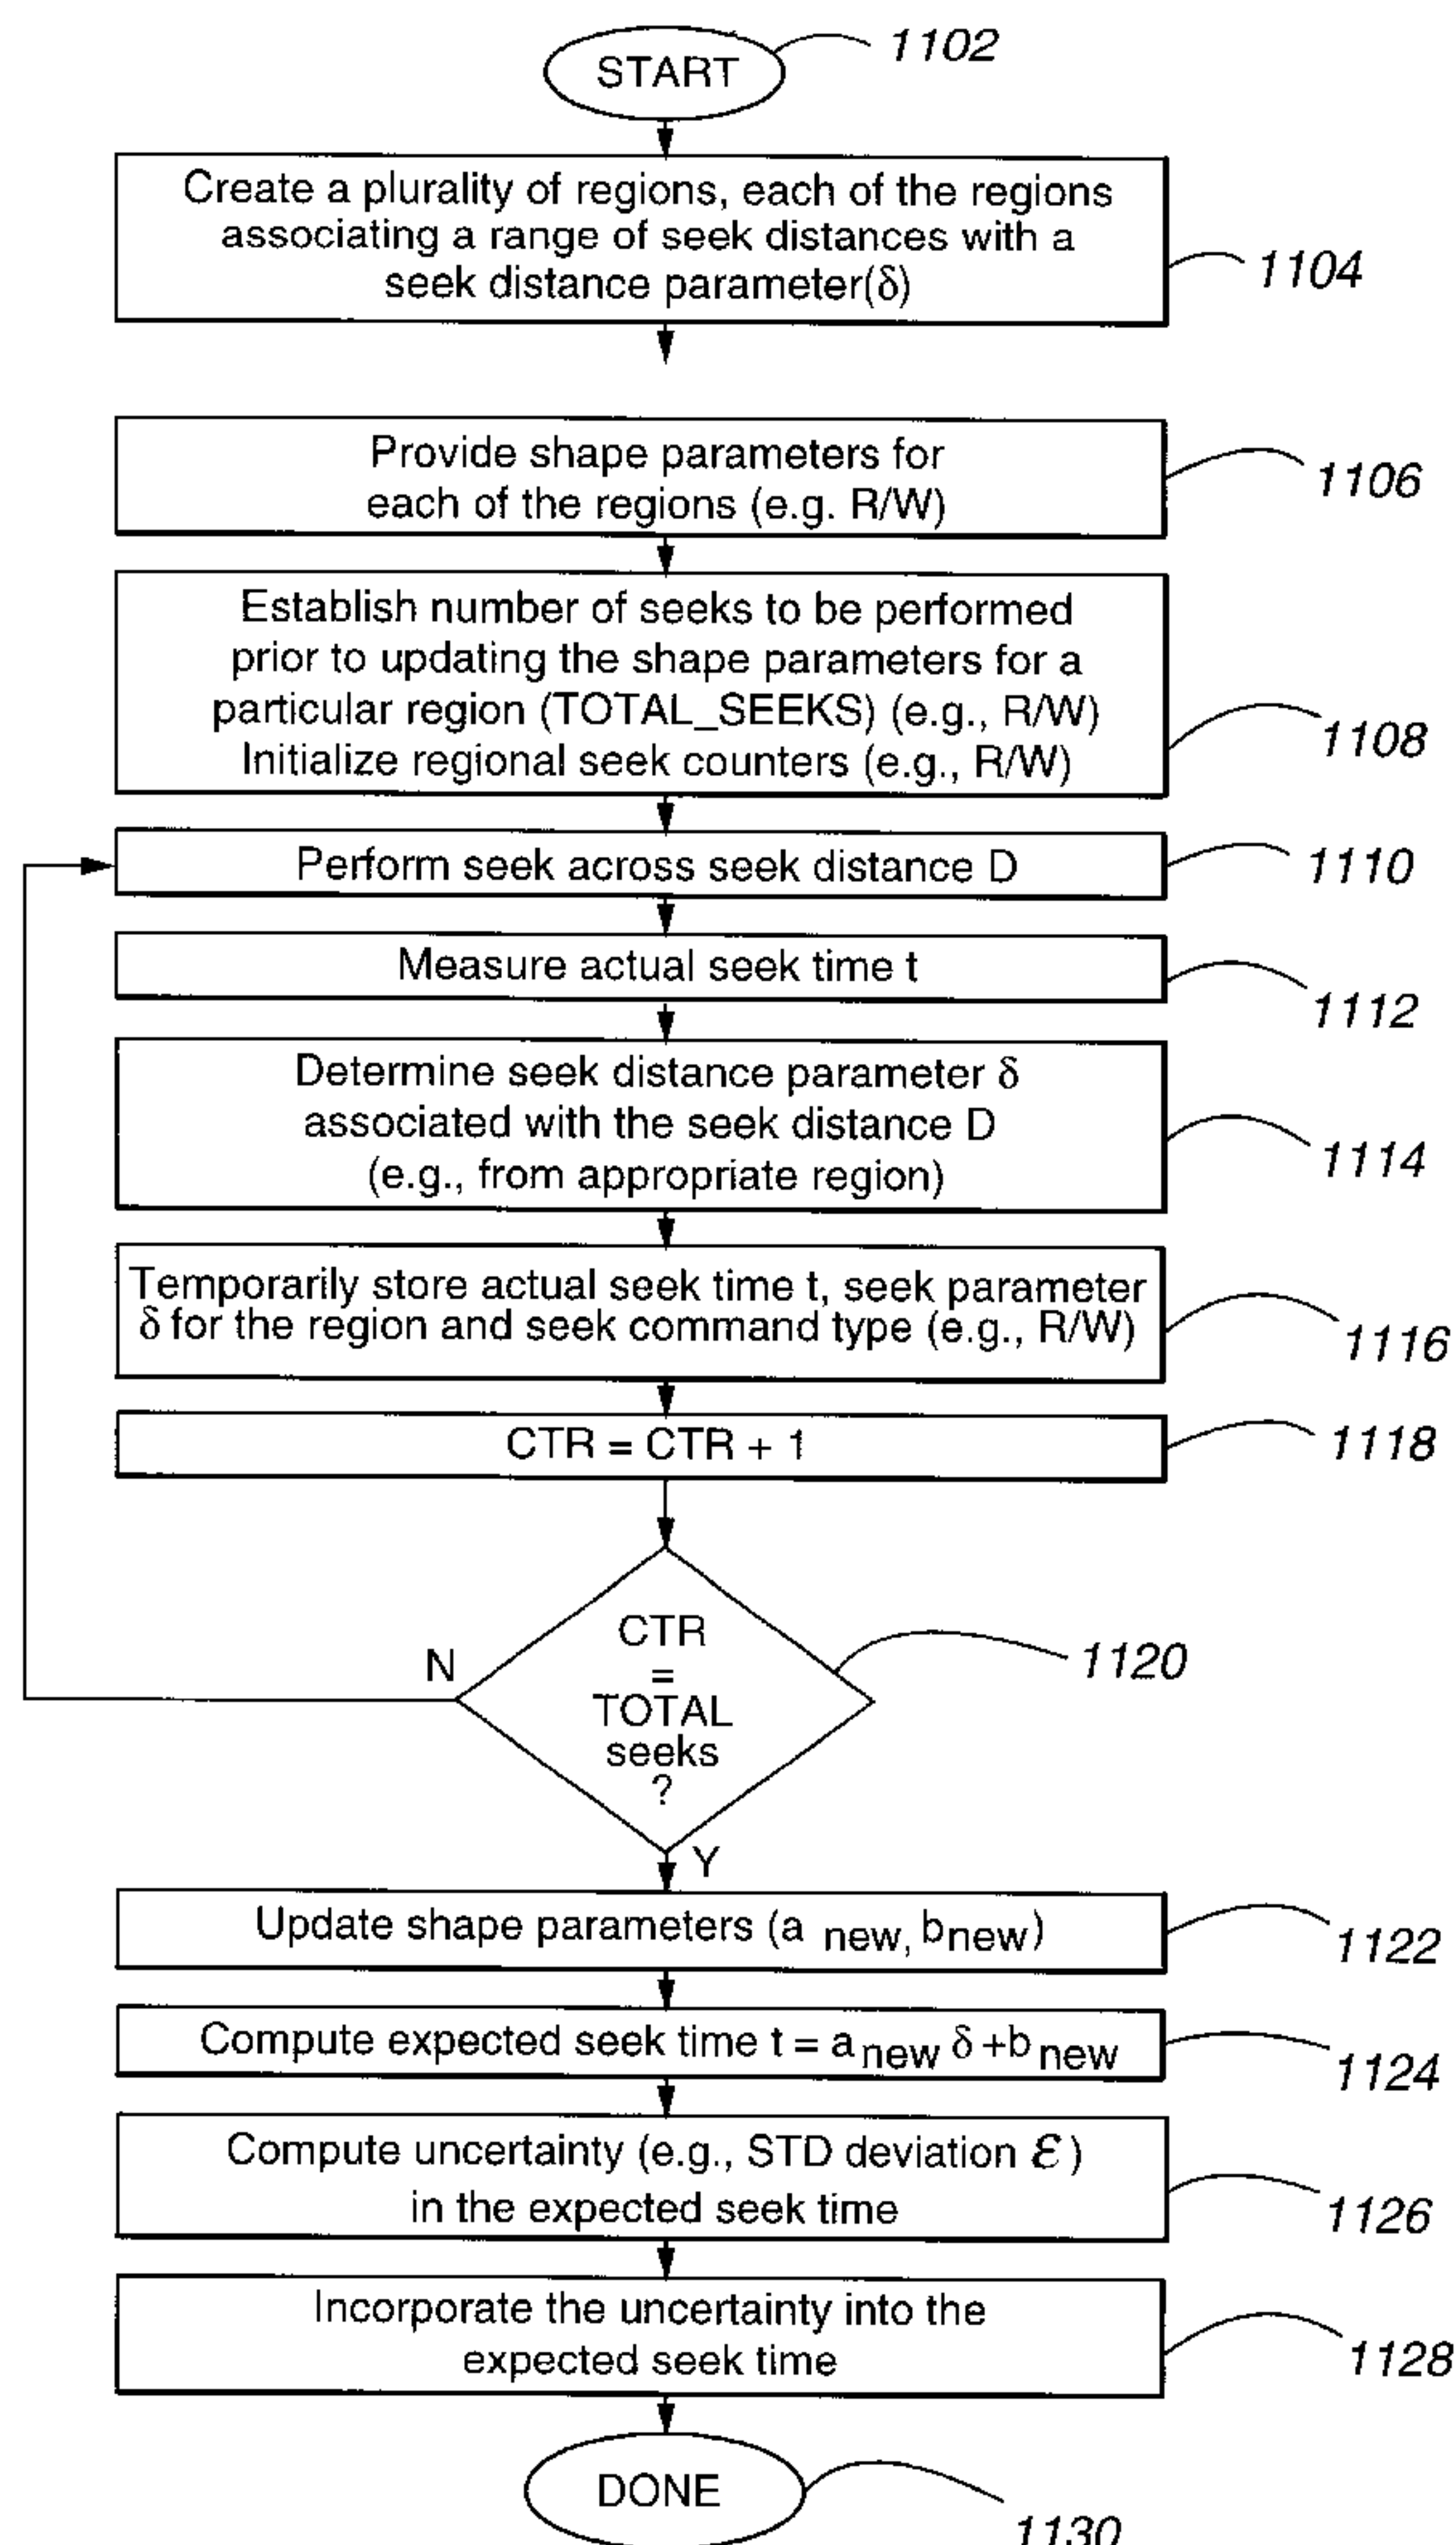 START
1102
Create a plurality of regions, each of the regions
associating a range of seek distances with a
seek distance parameter(δ)
1104
Provide shape parameters for
each of the regions (e.g. R/W)
1106
Establish number of seeks to be performed
prior to updating the shape parameters for a
particular region (TOTAL_SEEKS) (e.g., R/W)
Initialize regional seek counters (e.g., R/W)
1108
Perform seek across seek distance D
1110
Measure actual seek time t
1112
Determine seek distance parameter δ
associated with the seek distance D
(e.g., from appropriate region)
1114
Temporarily store actual seek time t, seek parameter
δ for the region and seek command type (e.g., R/W)
1116
CTR = CTR + 1
1118
CTR
=
TOTAL
seeks
?
1120
N
Y
Update shape parameters (a new, bnew)
1122
Compute expected seek time t = a new δ +b new
1124
Compute uncertainty (e.g., STD deviation ε )
in the expected seek time
1126
Incorporate the uncertainty into the
expected seek time
1128
DONE
1130